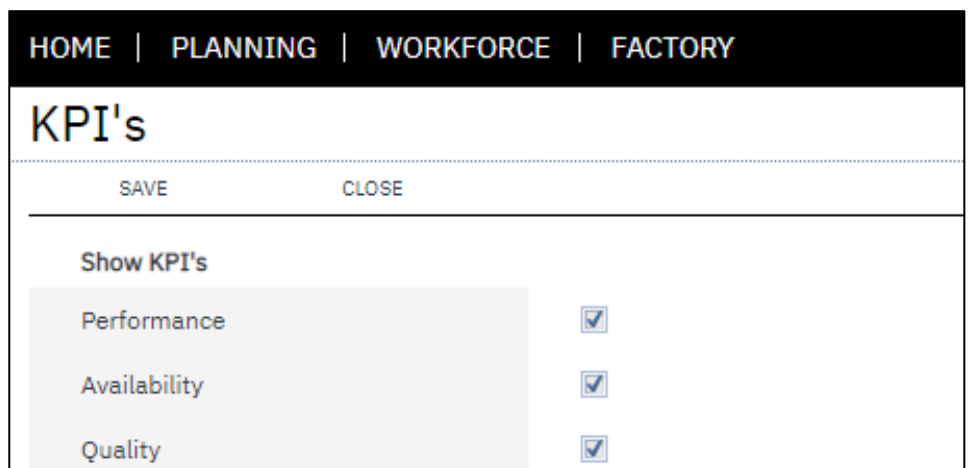 HOME | PLANNING | WORKFORCE | FACTORY
KPI's
SAVE CLOSE
Show KPI's
Performance
Availability
Quality